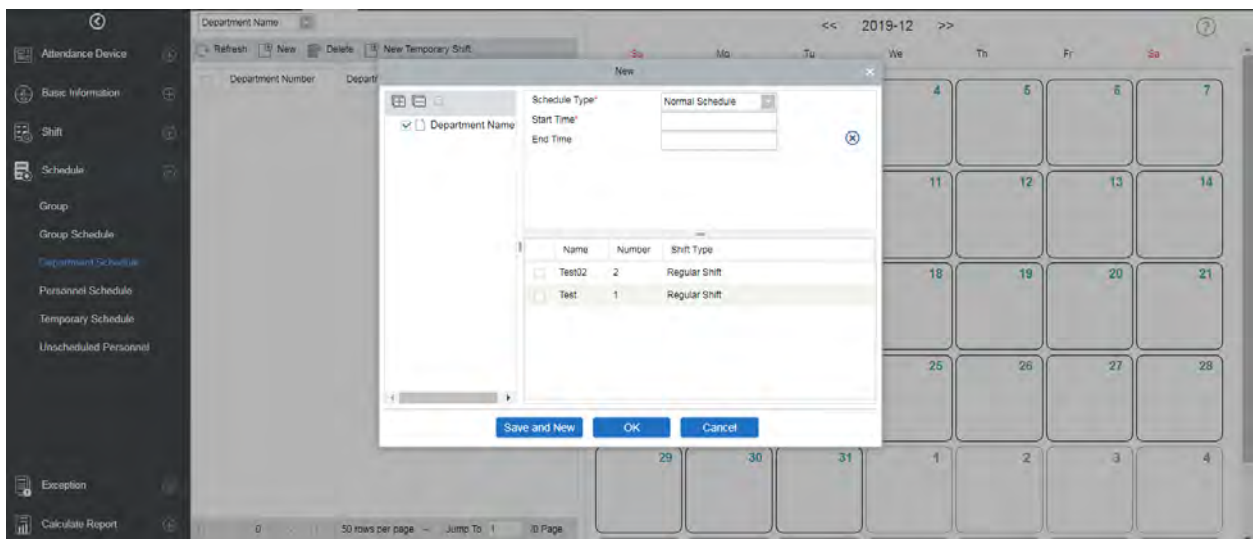 Department Name
<< 2019-12 >>
?
Attendance Device
Refresh New Delete New Temporary Shift
Su Mo Tu We Th Fr Sa
Department Number Departm
Basic Information
Shift
Schedule
Group
Group Schedule
Department Schedule
Personnel Schedule
Temporary Schedule
Unscheduled Personnel
Exception
Calculate Report
New
Department Name
Schedule Type* Normal Schedule
Start Time*
End Time
Name Number Shift Type
Test02 2 Regular Shift
Test 1 Regular Shift
Save and New OK Cancel
4 5 6 7
11 12 13 14
18 19 20 21
25 26 27 28
29 30 31 1 2 3 4
0 50 rows per page Jump To 1 /0 Page